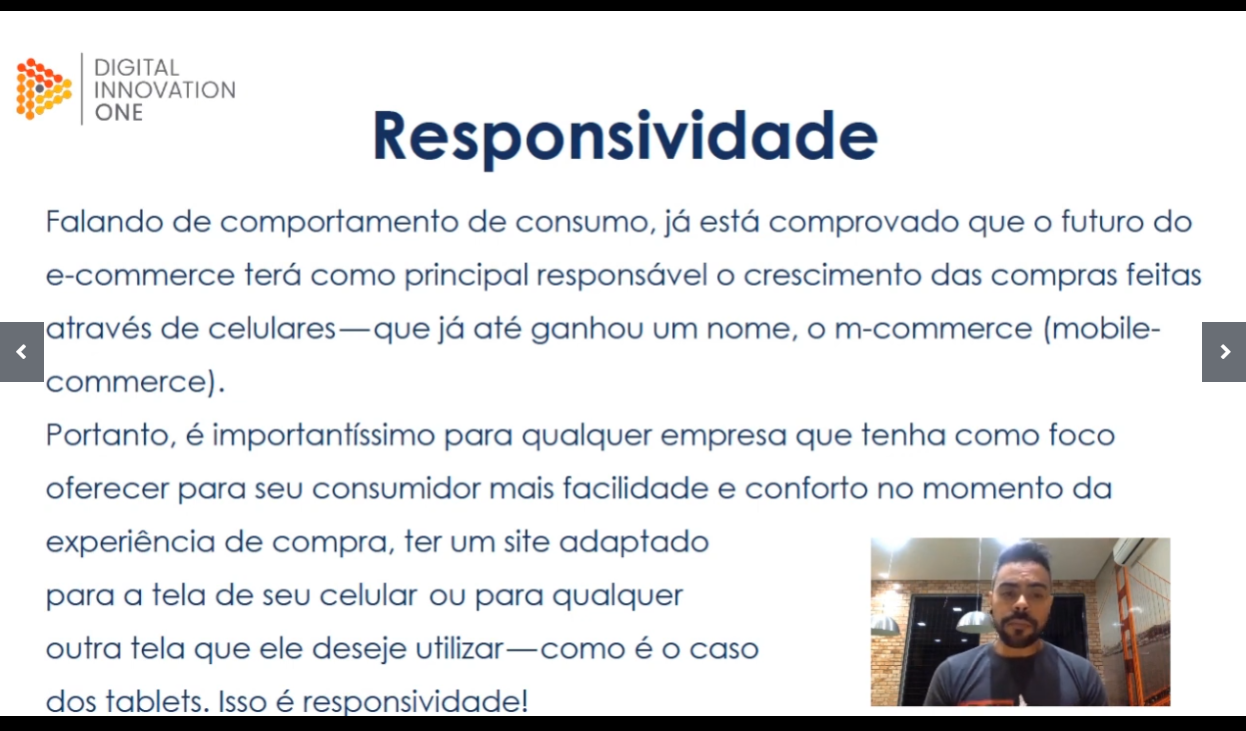 DIGITAL
INNOVATION
ONE
Responsividade
Falando de comportamento de consumo, já está comprovado que o futuro do
e-commerce terá como principal responsável o crescimento das compras feitas
através de celulares—que já até ganhou um nome, o m-commerce (mobile-
commerce).
Portanto, é importantíssimo para qualquer empresa que tenha como foco
oferecer para seu consumidor mais facilidade e conforto no momento da
experiência de compra, ter um site adaptado
para a tela de seu celular ou para qualquer
outra tela que ele deseje utilizar—como é o caso
dos tablets. Isso é responsividade!